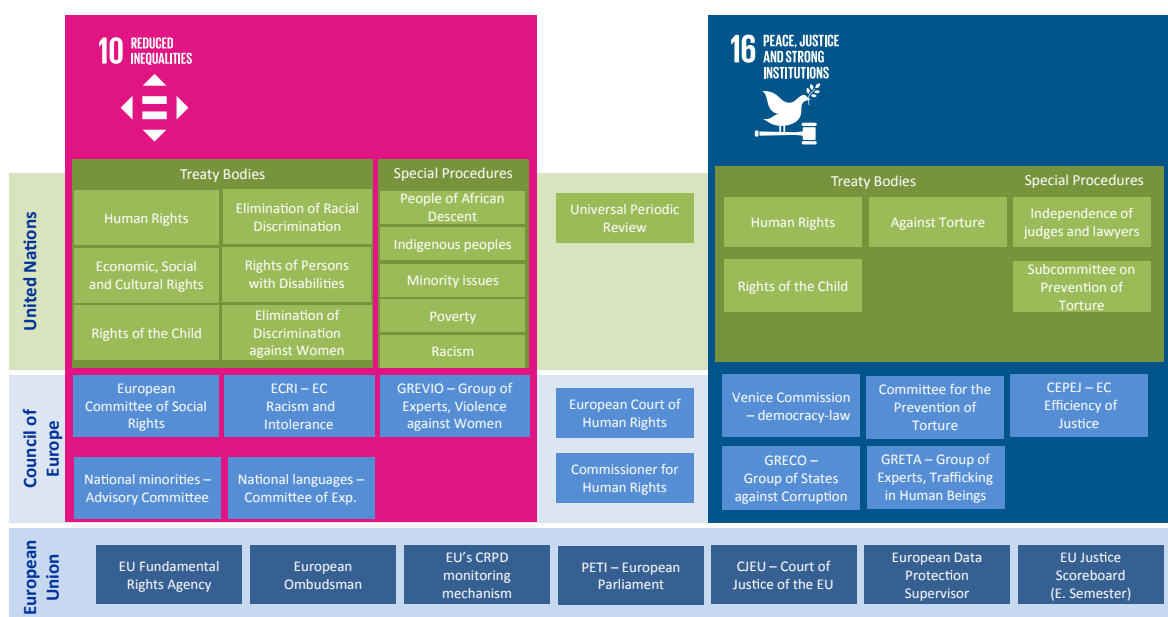 10 REDUCED
INEQUALITIES
16 PEACE, JUSTICE
AND STRONG
INSTITUTIONS
United Nations
Treaty Bodies
Human Rights
Elimination of Racial
Discrimination
Economic, Social
and Cultural Rights
Rights of Persons
with Disabilities
Rights of the Child
Elimination of
Discrimination
against Women
Special Procedures
People of African
Descent
Indigenous peoples
Minority issues
Poverty
Racism
Universal Periodic
Review
Treaty Bodies
Human Rights
Against Torture
Rights of the Child
Special Procedures
Independence of
judges and lawyers
Subcommittee on
Prevention of
Torture
Council of
Europe
European
Committee of Social
Rights
ECRI – EC
Racism and
Intolerance
GREVIO – Group of
Experts, Violence
against Women
National minorities –
Advisory Committee
National languages –
Committee of Exp.
European Court of
Human Rights
Commissioner for
Human Rights
Venice Commission
– democracy-law
Committee for the
Prevention of
Torture
CEPEJ – EC
Efficiency of
Justice
GRECO –
Group of States
against Corruption
GRETA – Group of
Experts, Trafficking
in Human Beings
European
Union
EU Fundamental
Rights Agency
European
Ombudsman
EU's CRPD
monitoring
mechanism
PETI – European
Parliament
CJEU – Court of
Justice of the EU
European Data
Protection
Supervisor
EU Justice
Scoreboard
(E. Semester)